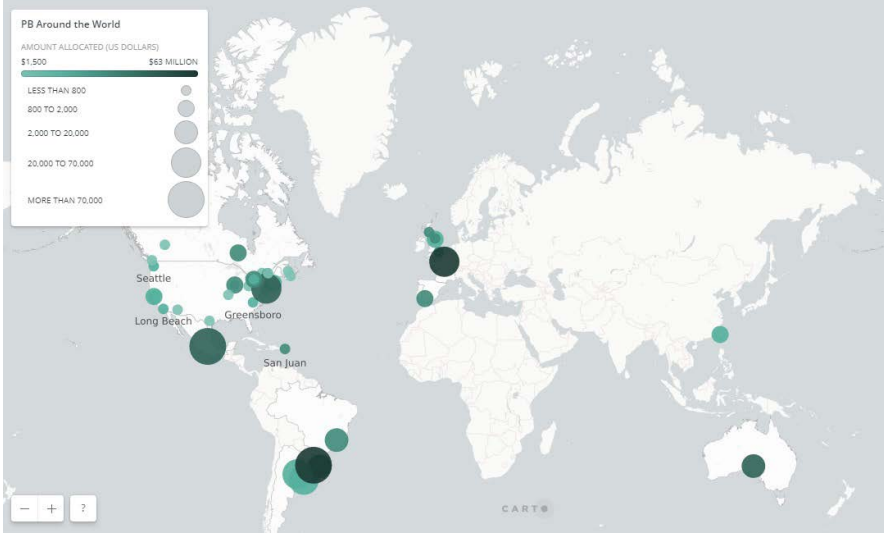 PB Around the World
AMOUNT ALLOCATED (US DOLLARS)
$1,500 $63 MILLION
LESS THAN 800
800 TO 2,000
2,000 TO 20,000
20,000 TO 70,000
MORE THAN 70,000
Seattle
Long Beach
Greensboro
San Juan
− + ?
CARTO